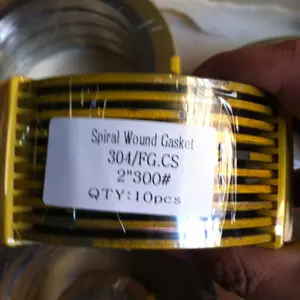 Spiral Wound Gasket
304/FG.CS
2"300#
QTY:10pcs